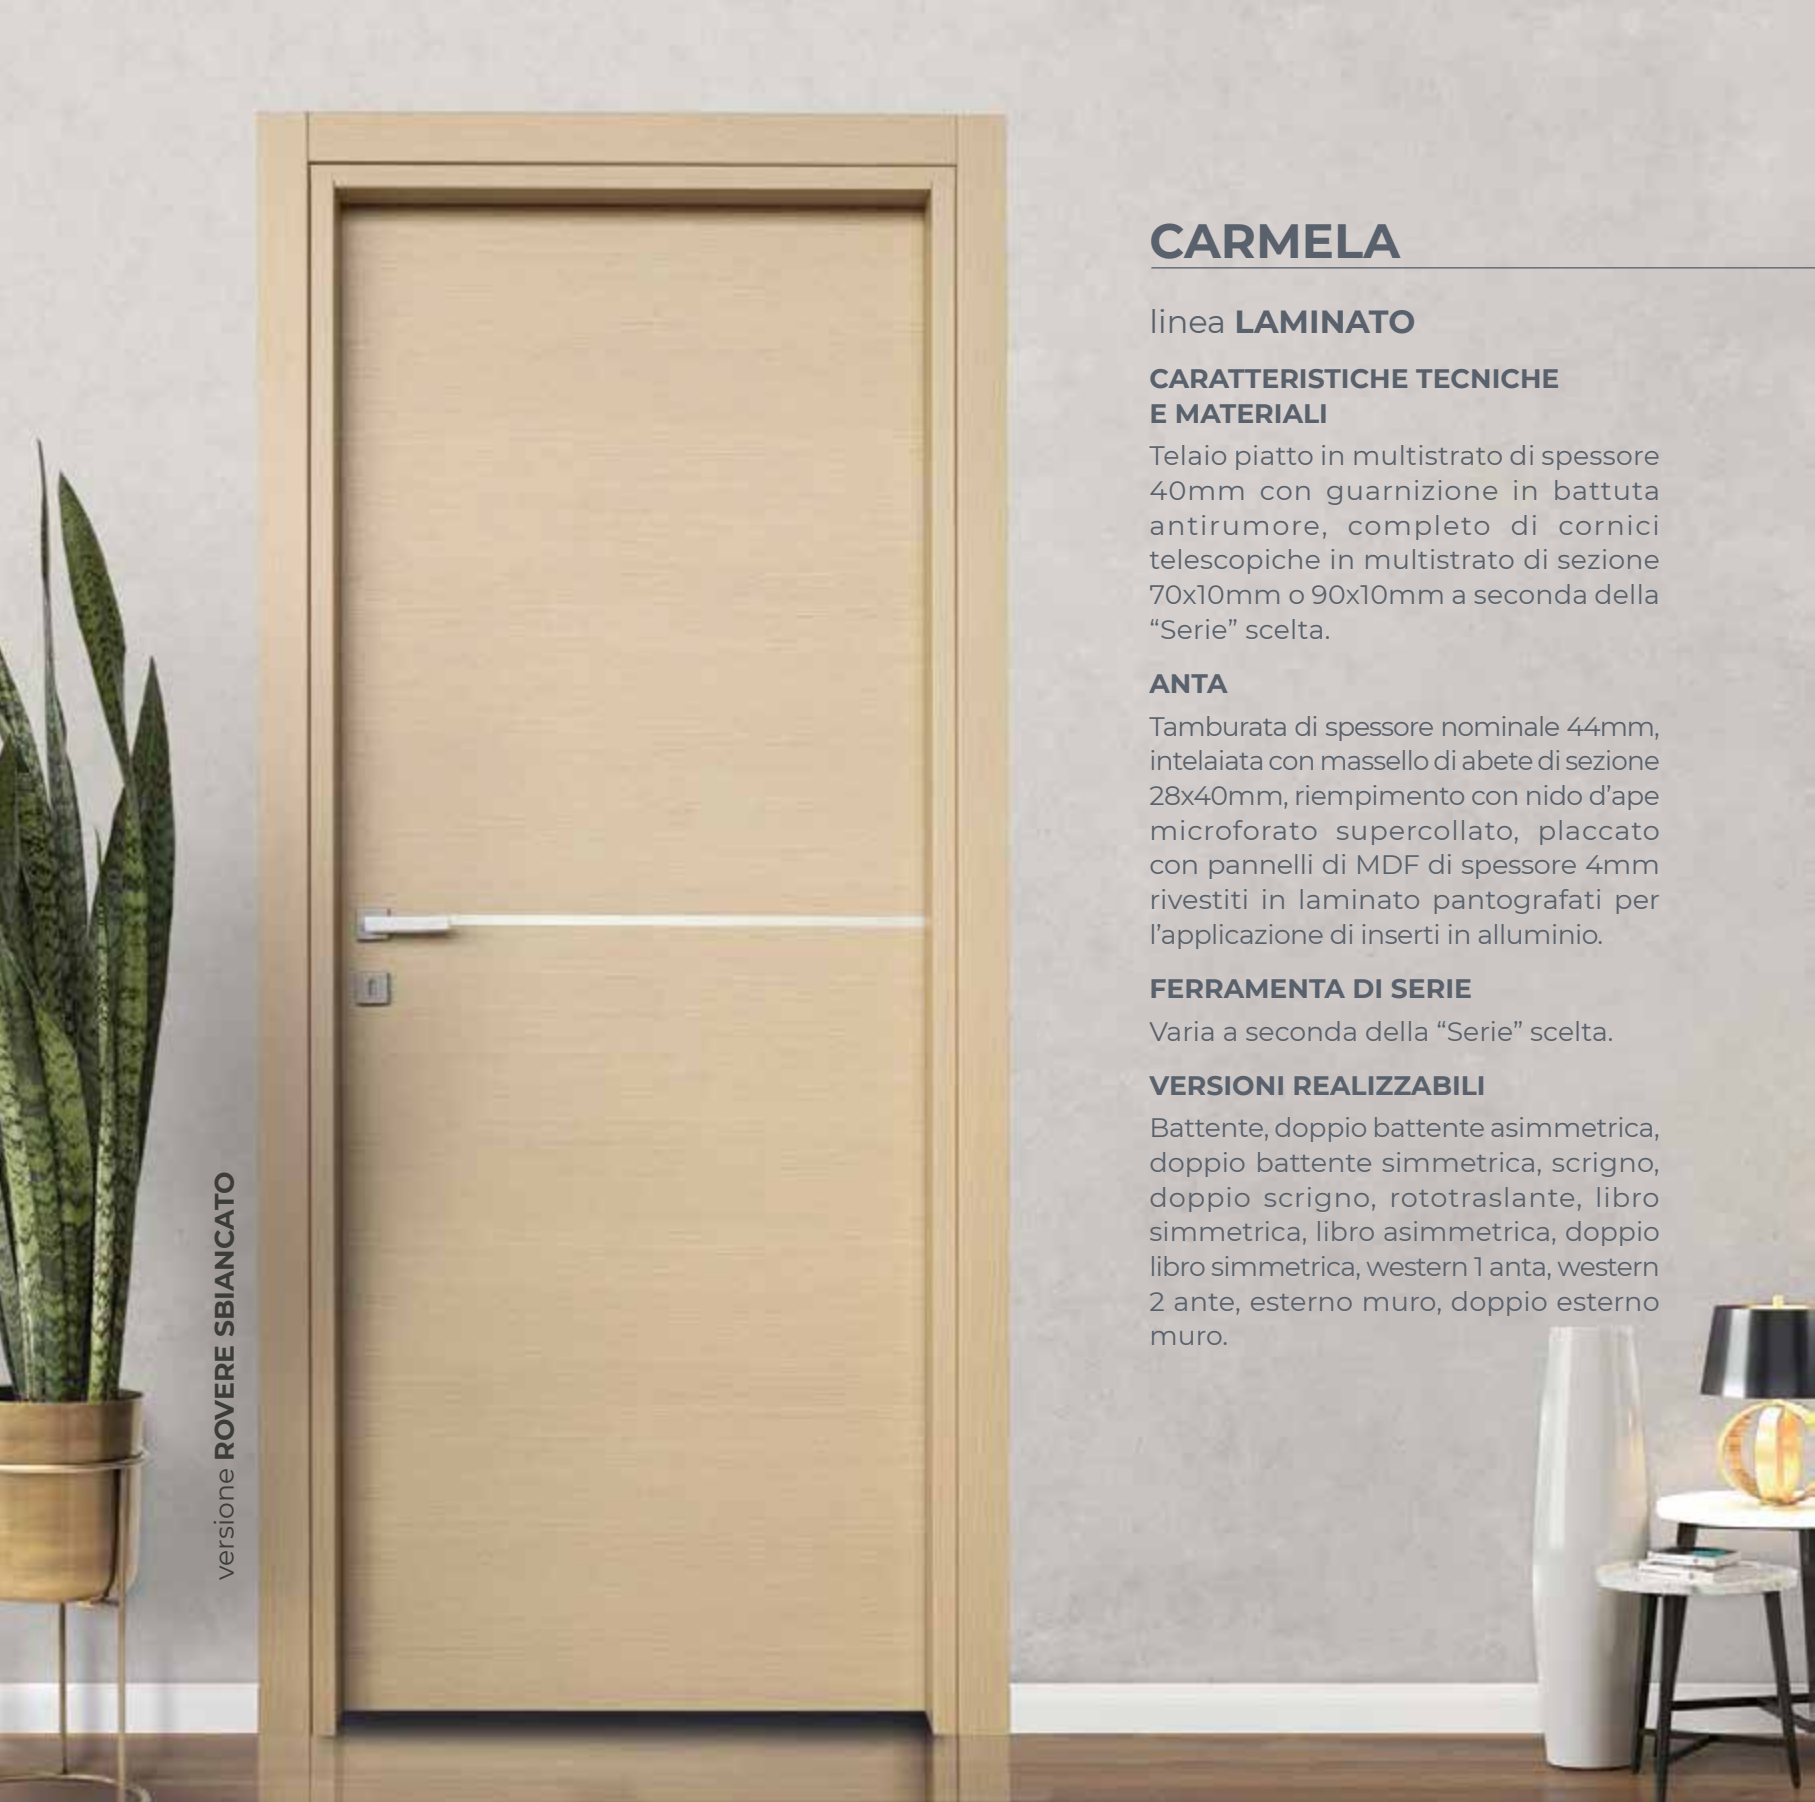 CARMELA
linea LAMINATO
CARATTERISTICHE TECNICHE
E MATERIALI
Telaio piatto in multistrato di spessore
40mm con guarnizione in battuta
antirumore, completo di cornici
telescopiche in multistrato di sezione
70x10mm o 90x10mm a seconda della
“Serie” scelta.
ANTA
Tamburata di spessore nominale 44mm,
intelaiata con massello di abete di sezione
28x40mm, riempimento con nido d’ape
microforato supercollato, placcato
con pannelli di MDF di spessore 4mm
rivestiti in laminato pantografati per
l’applicazione di inserti in alluminio.
FERRAMENTA DI SERIE
Varia a seconda della “Serie” scelta.
VERSIONI REALIZZABILI
Battente, doppio battente asimmetrica,
doppio battente simmetrica, scrigno,
doppio scrigno, rototraslante, libro
simmetrica, libro asimmetrica, doppio
libro simmetrica, western 1 anta, western
2 ante, esterno muro, doppio esterno
muro.
versione ROVERE SBIANCATO